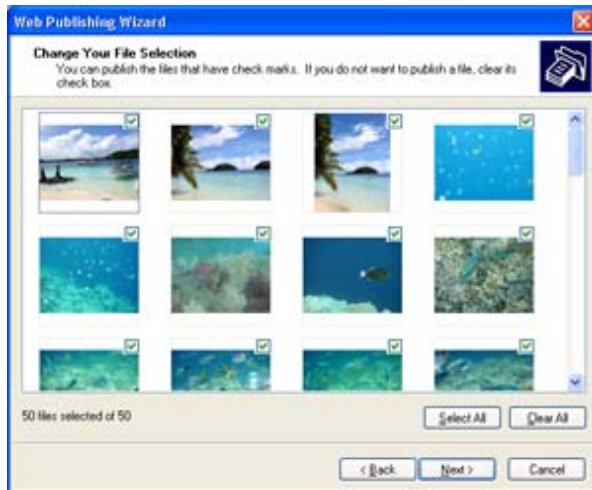 Web Publishing Wizard
Change Your File Selection
You can publish the files that have check marks. If you do not want to publish a file, clear its
check box.
50 files selected of 50
Select All
Clear All
< Back
Next >
Cancel